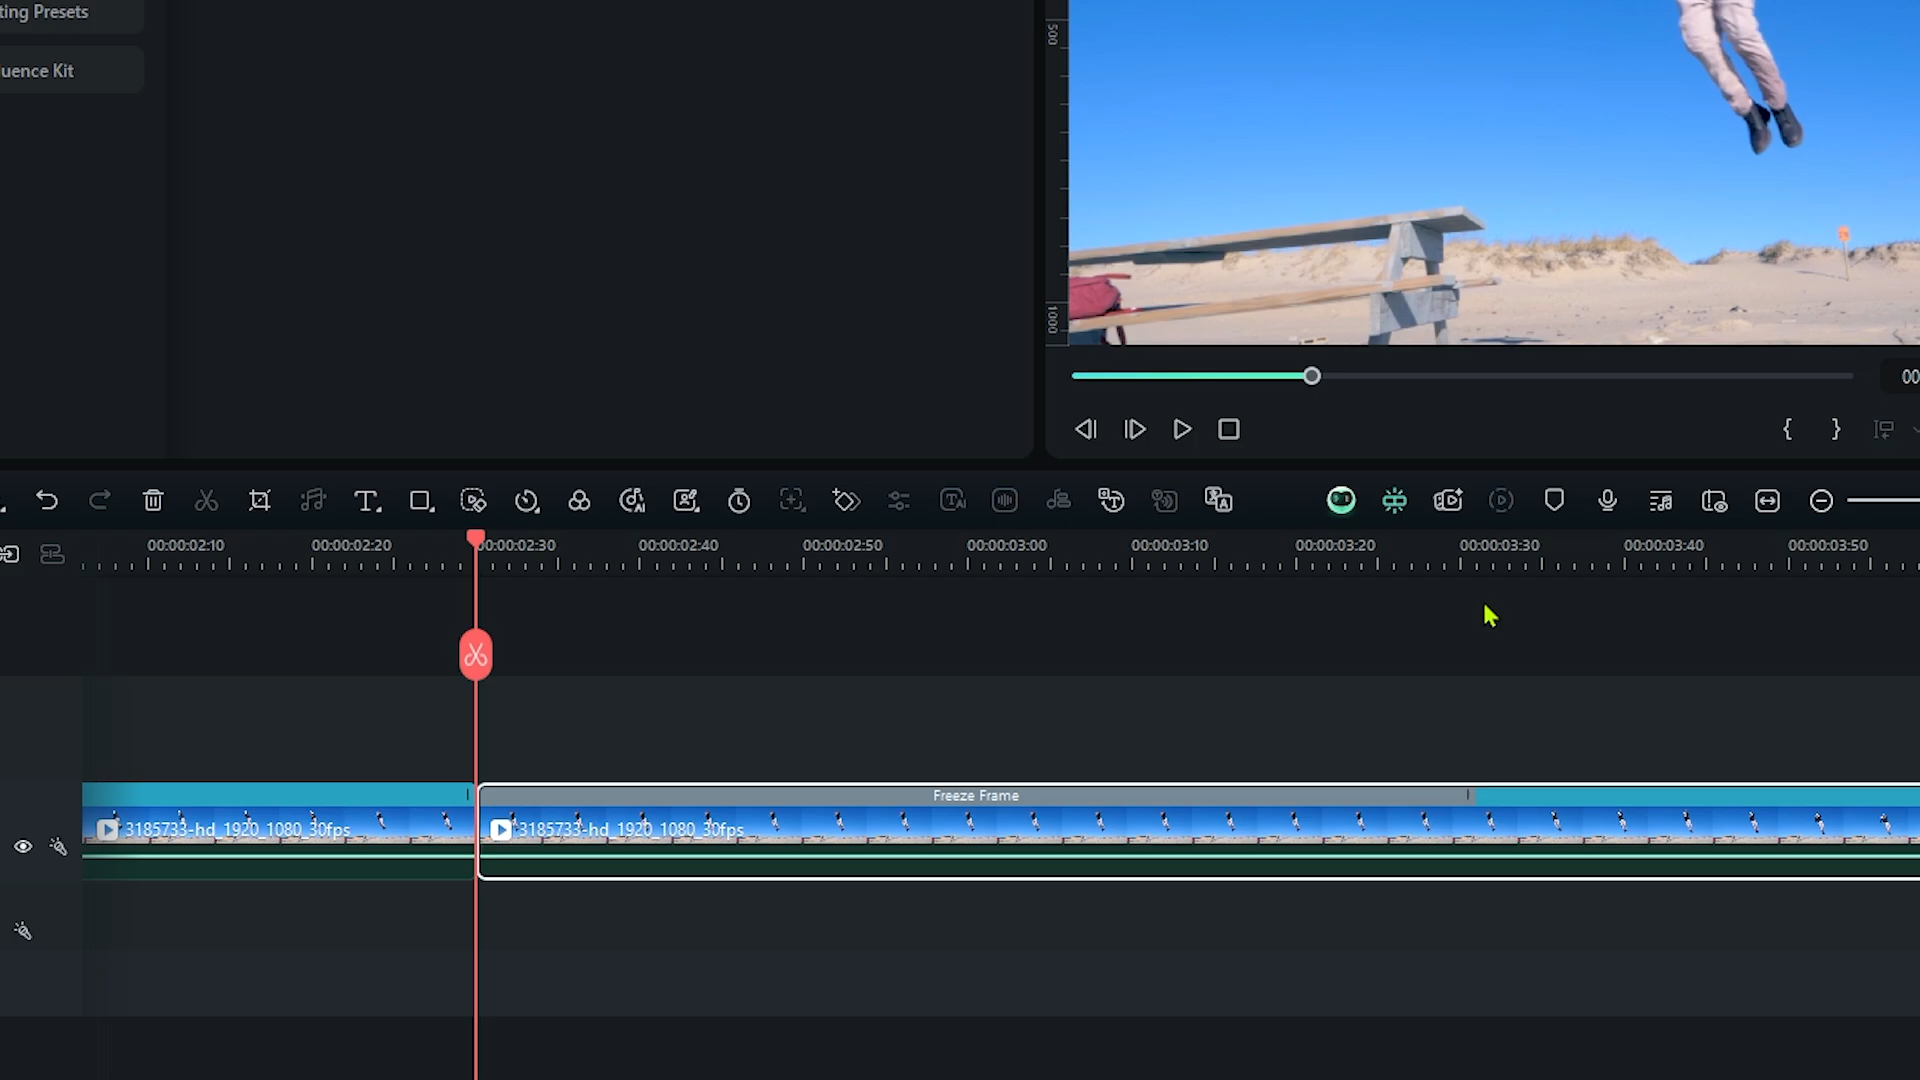 ting Presets
uence Kit
500
1000
00
00:00:02:10 00:00:02:20 00:00:02:30 00:00:02:40 00:00:02:50 00:00:03:00 00:00:03:10 00:00:03:20 00:00:03:30 00:00:03:40 00:00:03:50
Freeze Frame
3185733-hd_1920_1080_30fps 3185733-hd_1920_1080_30fps